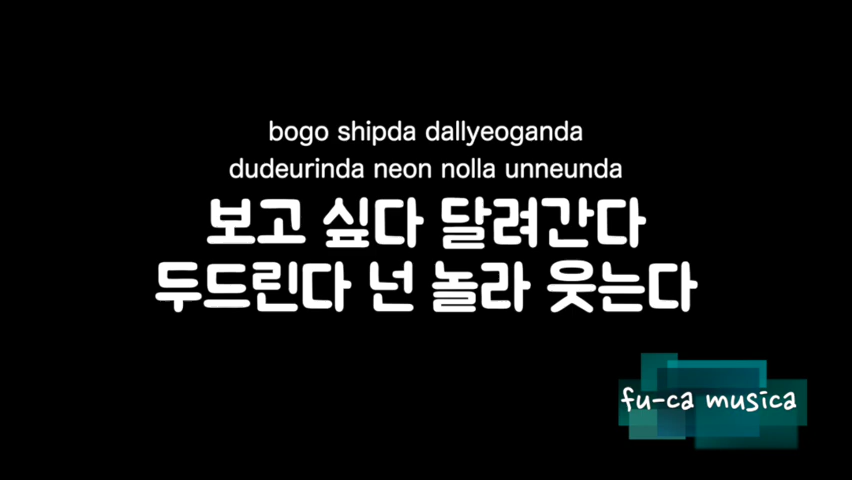 bogo shipda dallyeoganda
dudeurinda neon nolla unneunda
보고 싶다 달려간다
두드린다 넌 놀라 웃는다
fu-ca musica